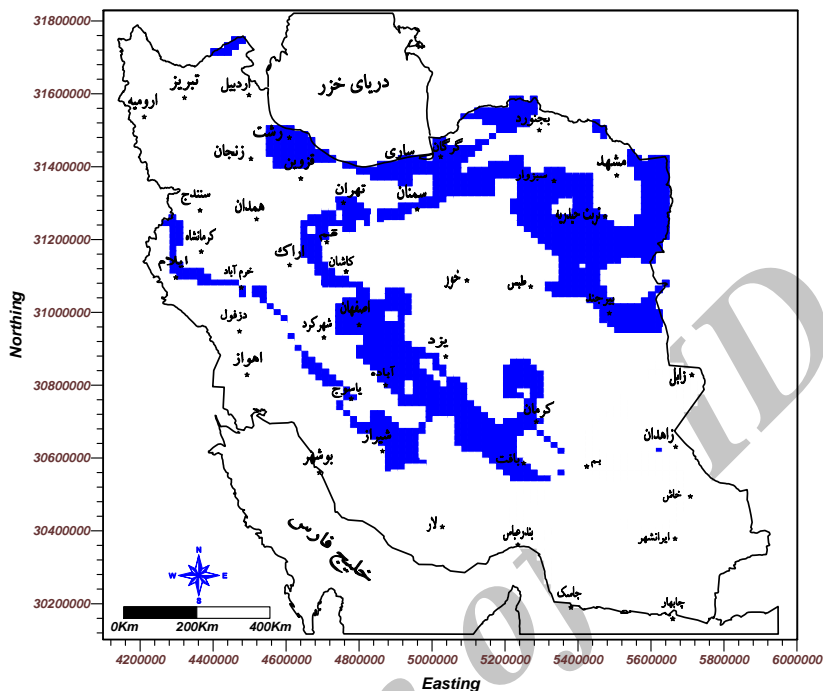 31800000
31600000
31400000
31200000
31000000
30800000
30600000
30400000
30200000
Northing
4200000 4400000 4600000 4800000 5000000 5200000 5400000 5600000 5800000 6000000
Easting
دریای خزر
تبریز
اردبیل
ارومیه
رشت
زنجان
قزوین
ساری
گرگان
بجنورد
مشهد
سبزوار
تربت حیدریه
سنندج
همدان
تهران
سمنان
کرمانشاه
قم
ایلام
خرم آباد
اراک
کاشان
خور
طبس
بیرجند
دزفول
شهرکرد
اصفهان
یزد
اهواز
یاسوج
آباده
زابل
کرمان
شیراز
زاهدان
بوشهر
بافت
بم
خاش
لار
بندرعباس
ایرانشهر
خلیج فارس
جاسک
چابهار
N
W E
S
0Km 200Km 400Km